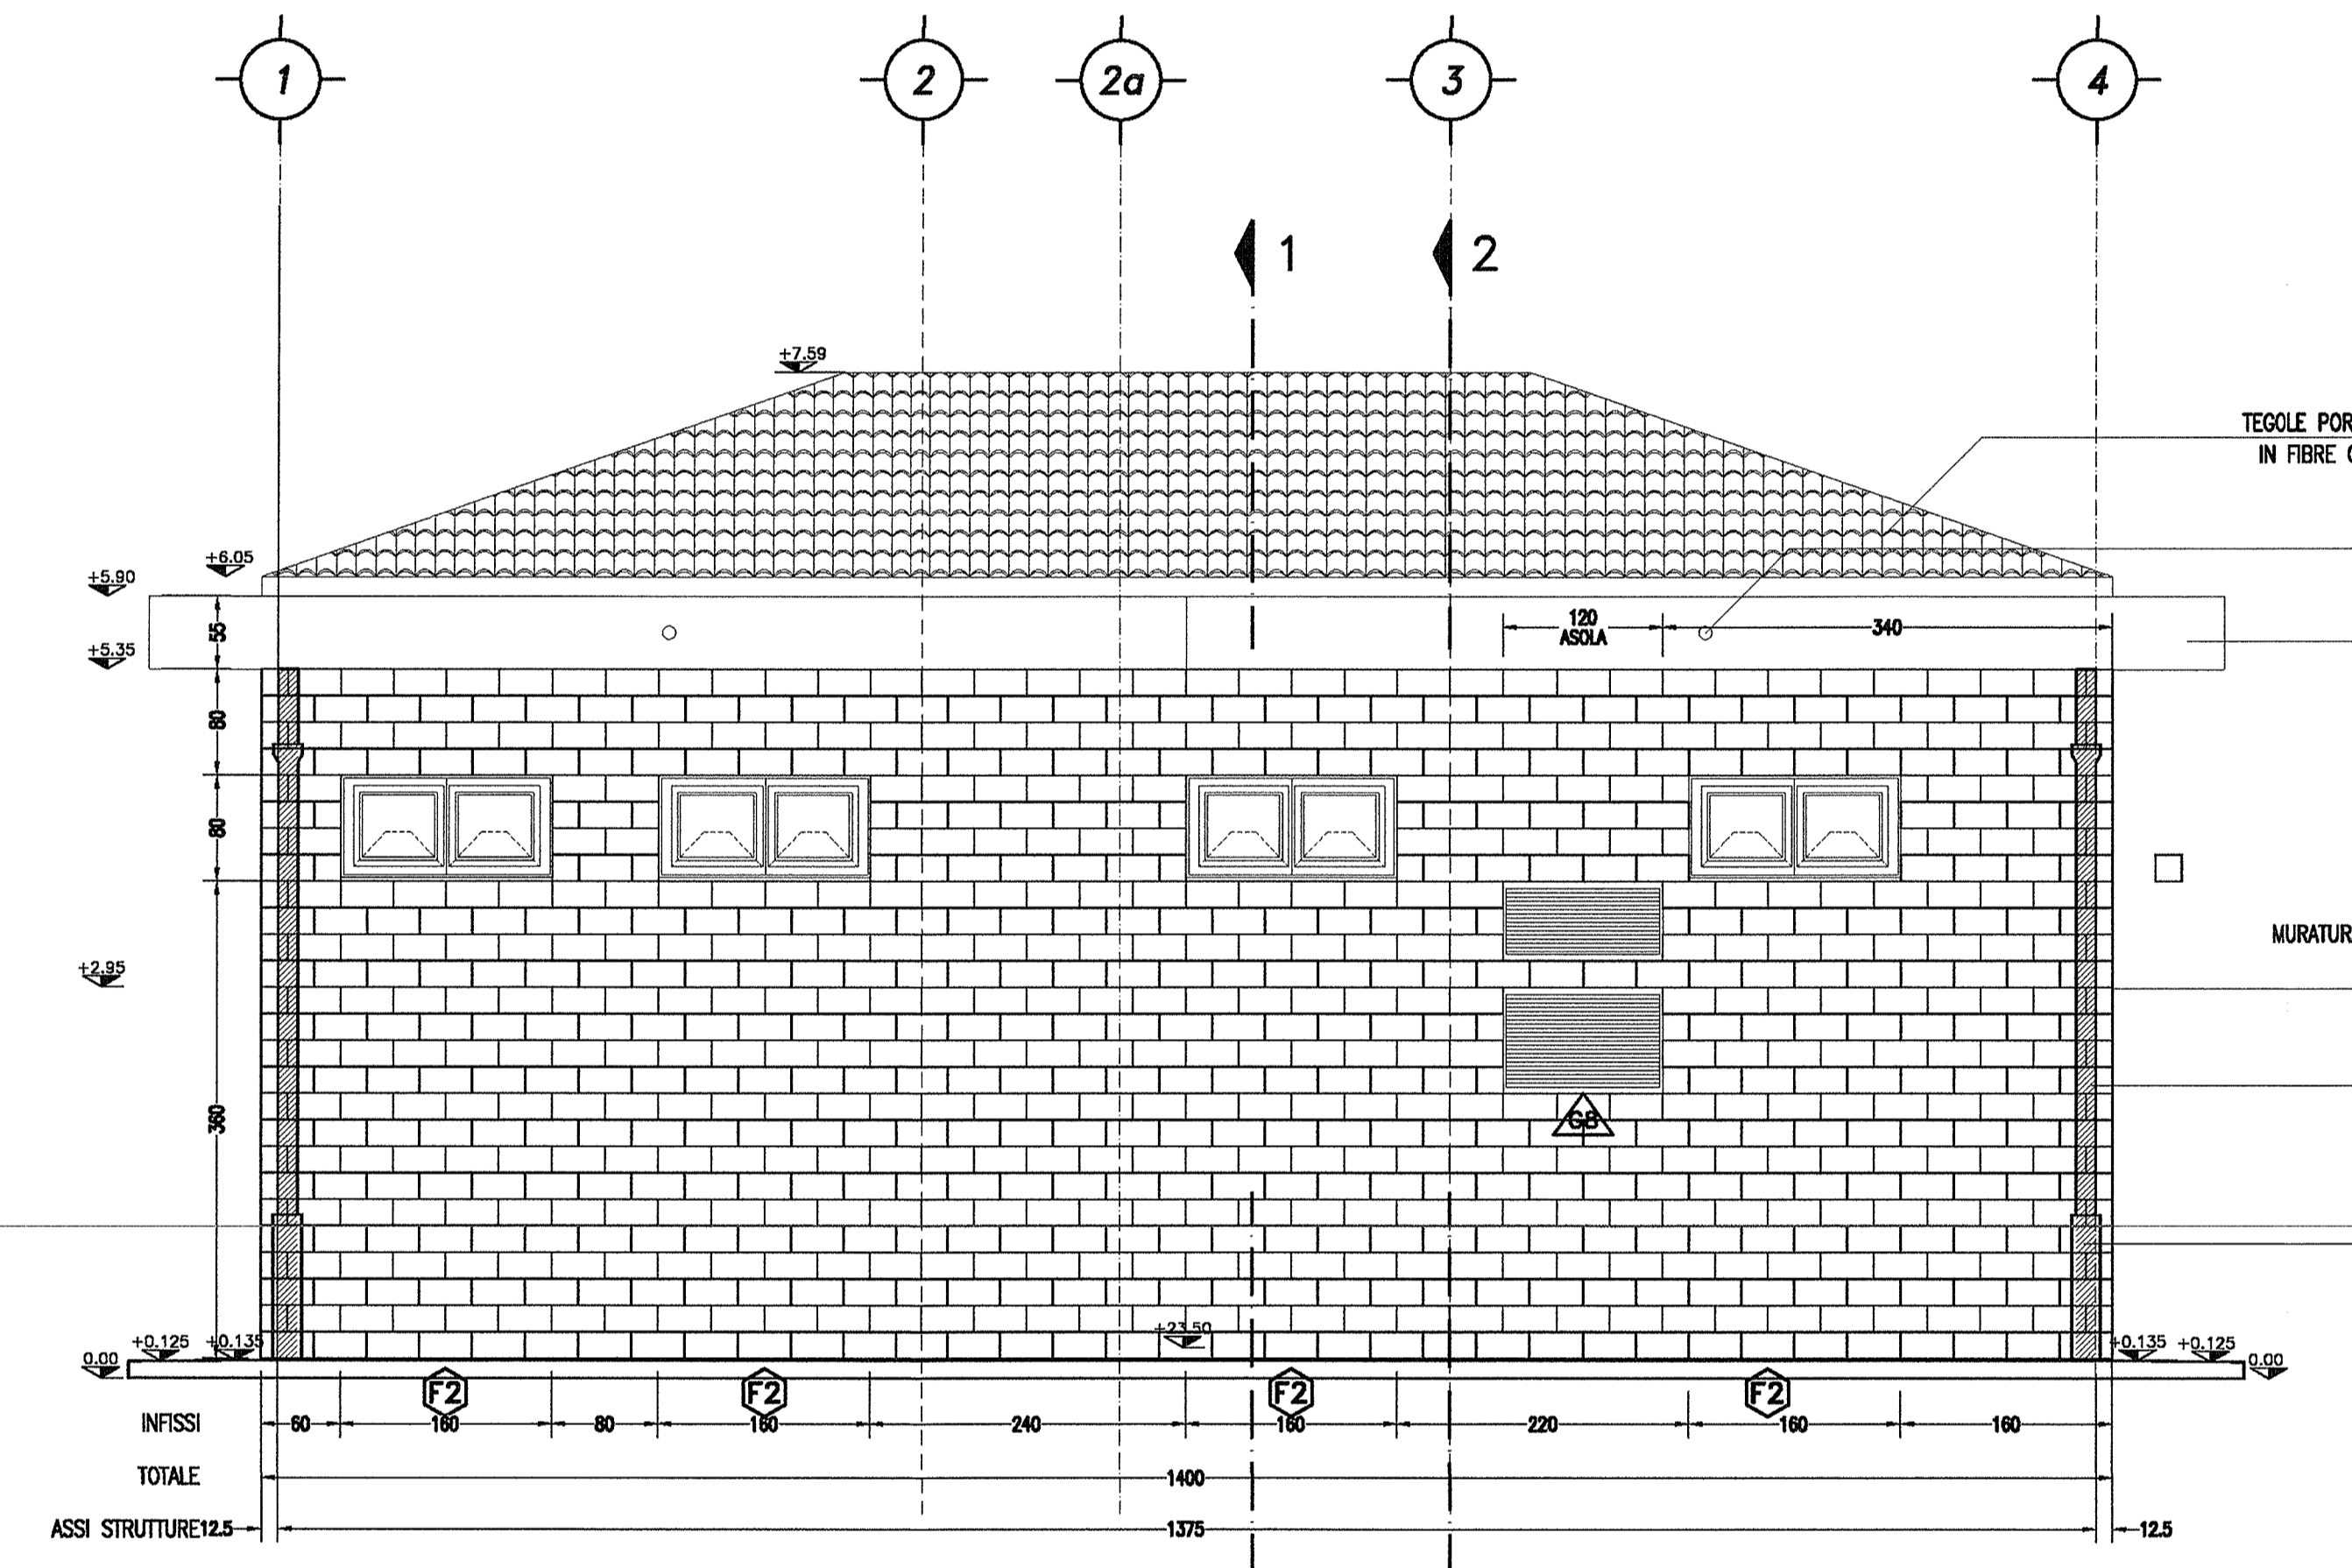 1 2 2a 3 4
1 2
+7.59
TEGOLE POR
IN FIBRE
+6.05
+5.90
55
120
ASOLA
340
+5.35
80
80
MURATUR
+2.95
360
GB
+23.50
+0.125 +0.135
+0.135 +0.125
0.00
0.00
F2 F2 F2 F2
INFISSI 60 160 80 160 240 160 220 160 160
TOTALE 1400
ASSI STRUTTURE 12.5 1375 12.5